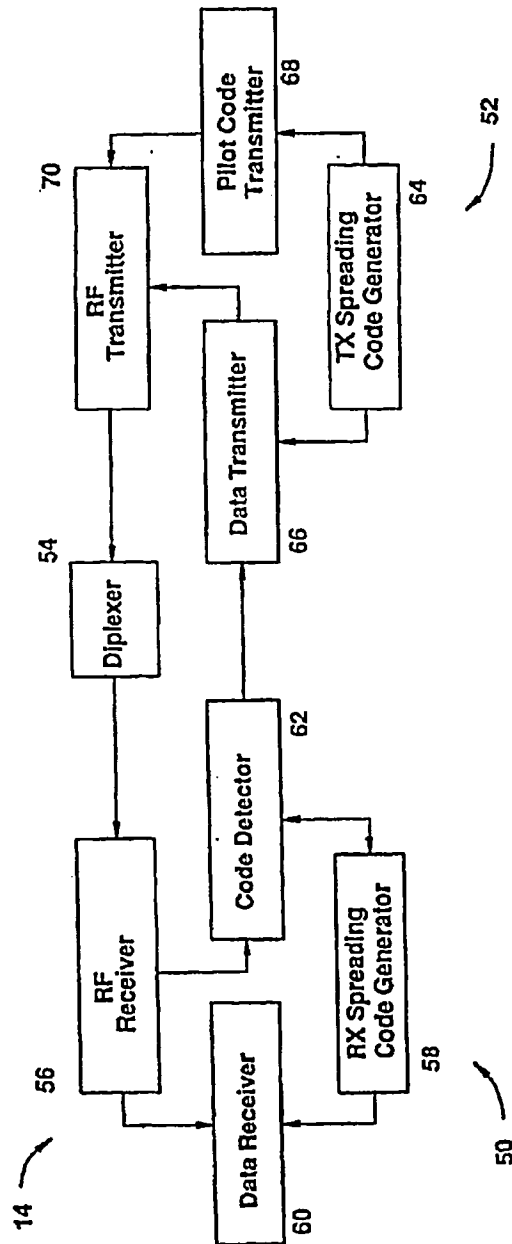 14
56
RF
Receiver
54
Diplexer
70
RF
Transmitter
Data Receiver
60
Code Detector
62
Data Transmitter
66
Pilot Code
Transmitter
68
RX Spreading
Code Generator
58
TX Spreading
Code Generator
64
50
52